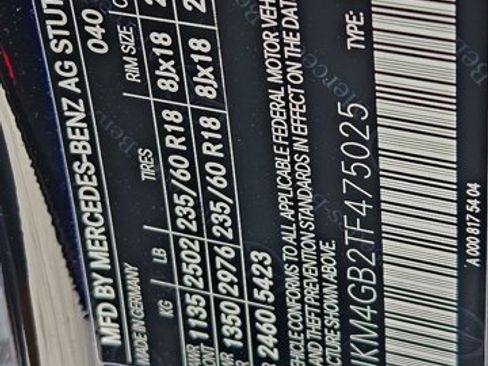 MFD BY MERCEDES-BENZ AG STUT
MADE IN GERMANY 040
KG LB TIRES RIM SIZE
1135 2502 235/60 R18 8Jx18
1350 2976 235/60 R18 8Jx18
2460 5423
VEHICLE CONFORMS TO ALL APPLICABLE FEDERAL MOTOR VEH
AND THEFT PREVENTION STANDARDS IN EFFECT ON THE DAT
CTURE SHOWN ABOVE.
KM4GB2TF475025 TYPE:
A 000 817 54 04